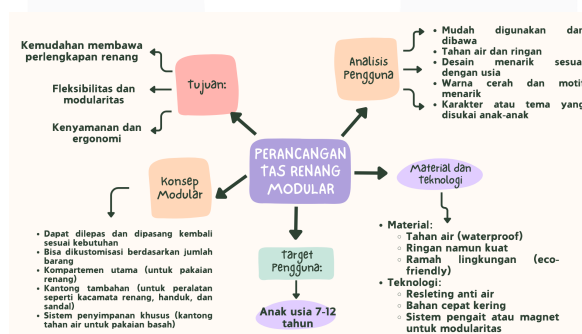 Kemudahan membawa
perlengkapan renang
Fleksibilitas dan
modularitas
Kenyamanan dan
ergonomi
Tujuan:
Analisis
Pengguna
• Mudah digunakan dan
dibawa
• Tahan air dan ringan
• Desain menarik sesuai
dengan usia
• Warna cerah dan motif
menarik
• Karakter atau tema yang
disukai anak-anak
PERANCANGAN
TAS RENANG
MODULAR
Konsep
Modular
• Dapat dilepas dan dipasang kembali
sesuai kebutuhan
• Bisa dikustomisasi berdasarkan jumlah
barang
• Kompartemen utama (untuk pakaian
renang)
• Kantong tambahan (untuk peralatan
seperti kacamata renang, handuk, dan
sandal)
• Sistem penyimpanan khusus (kantong
tahan air untuk pakaian basah)
Target
Pengguna:
Anak usia 7-12
tahun
Material dan
Teknologi
• Material:
○ Tahan air (waterproof)
○ Ringan namun kuat
○ Ramah lingkungan (eco-
friendly)
• Teknologi:
○ Resleting anti air
○ Bahan cepat kering
○ Sistem pengait atau magnet
untuk modularitas